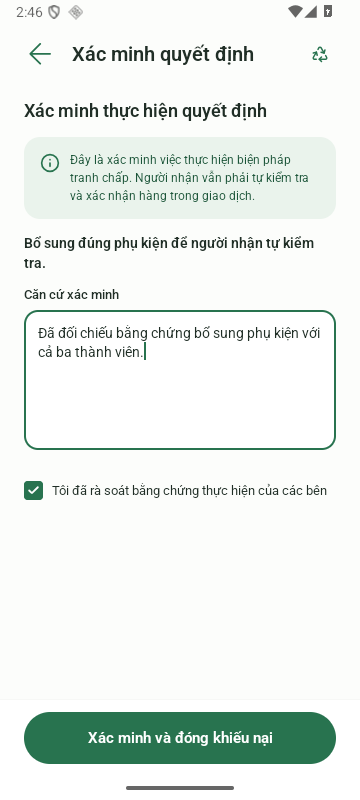 2:46
Xác minh quyết định
Xác minh thực hiện quyết định
Đây là xác minh việc thực hiện biện pháp
tranh chấp. Người nhận vẫn phải tự kiểm tra
và xác nhận hàng trong giao dịch.
Bổ sung đúng phụ kiện để người nhận tự kiểm
tra.
Căn cứ xác minh
Đã đối chiếu bằng chứng bổ sung phụ kiện với
cả ba thành viên.
Tôi đã rà soát bằng chứng thực hiện của các bên
Xác minh và đóng khiếu nại